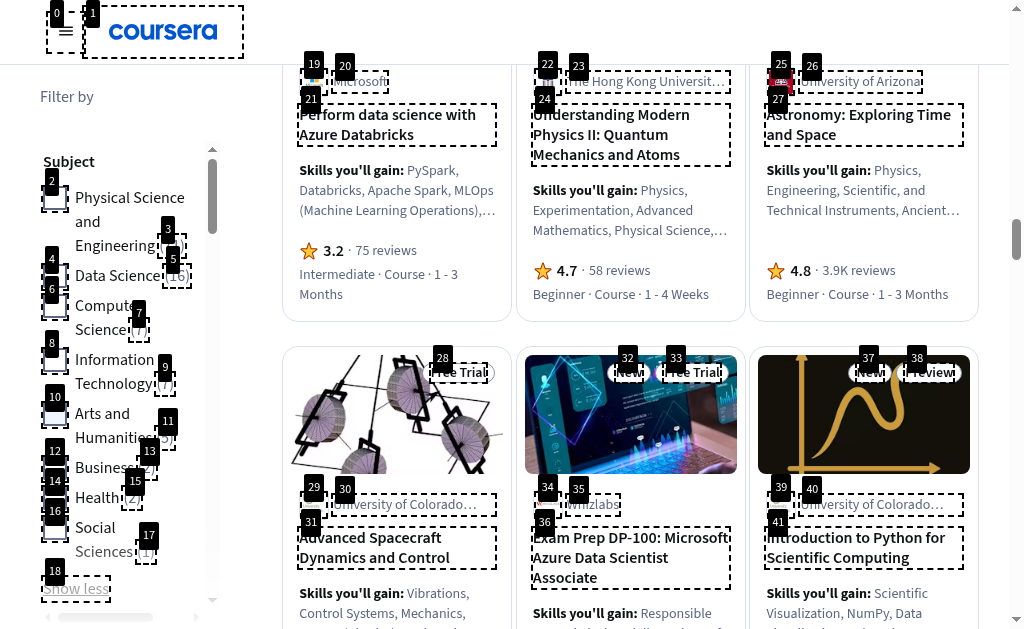 0
1
coursera
Filter by
Subject
2
Physical Science
and
3
Engineering
4
5
Data Science (16)
6
Computer
7
Science (7)
8
Information
9
Technology (7)
10
Arts and
11
Humanities
12
13
Business
14
15
Health (2)
16
Social
17
Sciences (1)
18
Show less
19
20
Microsoft
21
Perform data science with
Azure Databricks
Skills you'll gain: PySpark,
Databricks, Apache Spark, MLOps
(Machine Learning Operations),…
3.2 · 75 reviews
Intermediate · Course · 1 - 3
Months
22
23
The Hong Kong Universit…
24
Understanding Modern
Physics II: Quantum
Mechanics and Atoms
Skills you'll gain: Physics,
Experimentation, Advanced
Mathematics, Physical Science,…
4.7 · 58 reviews
Beginner · Course · 1 - 4 Weeks
25
26
University of Arizona
27
Astronomy: Exploring Time
and Space
Skills you'll gain: Physics,
Engineering, Scientific, and
Technical Instruments, Ancient…
4.8 · 3.9K reviews
Beginner · Course · 1 - 3 Months
28
Free Trial
29
30
University of Colorado…
31
Advanced Spacecraft
Dynamics and Control
Skills you'll gain: Vibrations,
Control Systems, Mechanics,
32
33
New
Free Trial
34
35
Whizlabs
36
Exam Prep DP-100: Microsoft
Azure Data Scientist
Associate
Skills you'll gain: Responsible
37
38
New
Preview
39
40
University of Colorado…
41
Introduction to Python for
Scientific Computing
Skills you'll gain: Scientific
Visualization, NumPy, Data